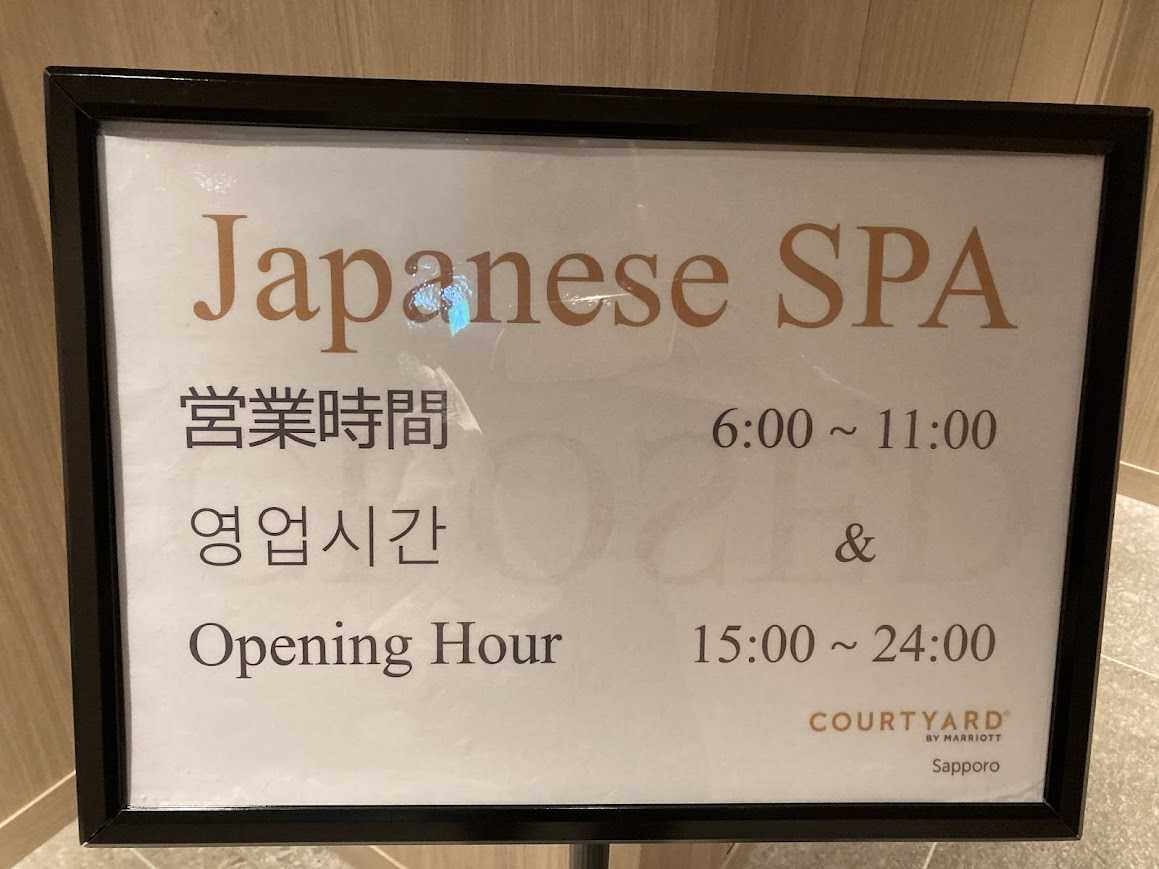 Japanese SPA
営業時間 6:00 ~ 11:00
영업시간 &
Opening Hour 15:00 ~ 24:00
COURTYARD®
BY MARRIOTT
Sapporo
CLOSED